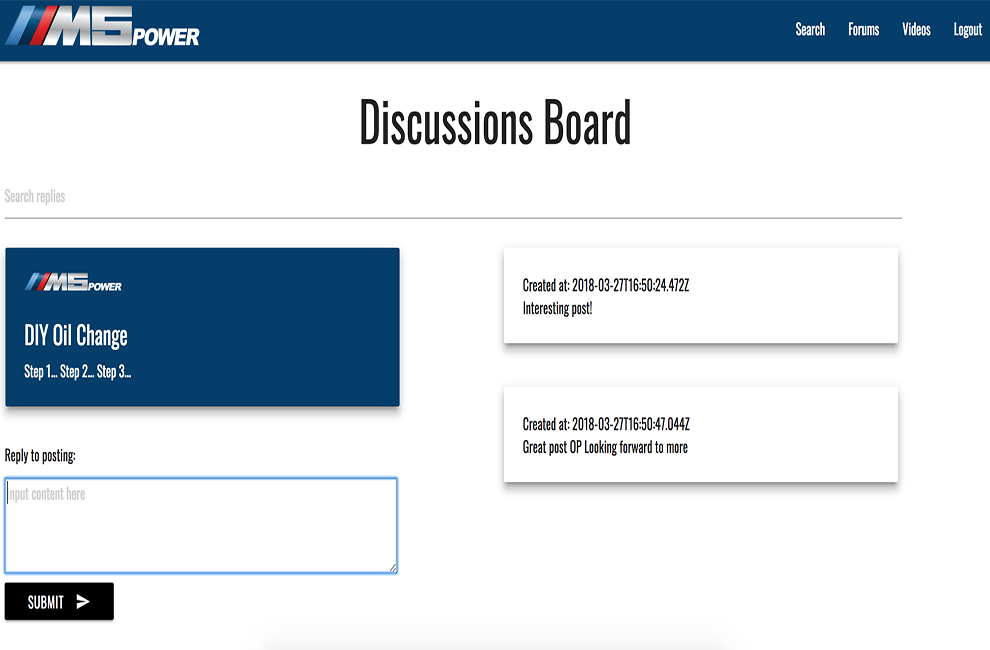 M5 POWER
Search Forums Videos Logout
Discussions Board
Search replies
M5 POWER
DIY Oil Change
Step 1... Step 2... Step 3...
Reply to posting:
Input content here
SUBMIT
Created at: 2018-03-27T16:50:24.472Z
Interesting post!
Created at: 2018-03-27T16:50:47.044Z
Great post OP Looking forward to more